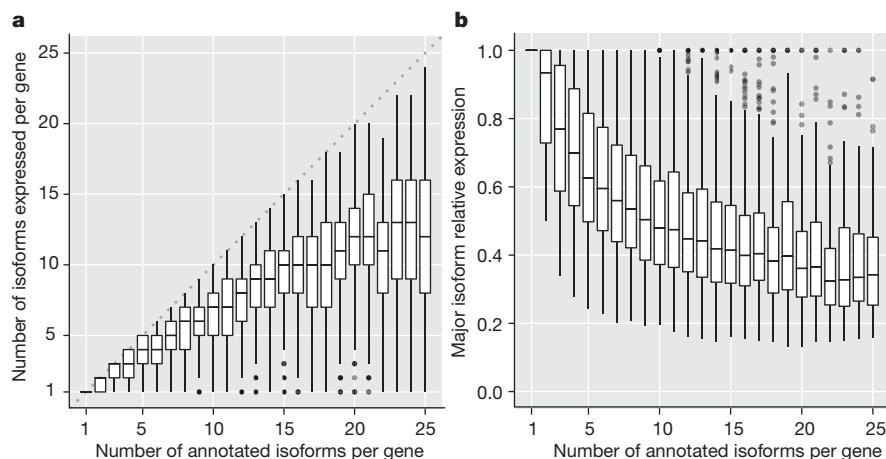 a
Number of isoforms expressed per gene
25
20
15
10
5
1
1 5 10 15 20 25
Number of annotated isoforms per gene
b
Major isoform relative expression
1.0
0.8
0.6
0.4
0.2
0.0
1 5 10 15 20 25
Number of annotated isoforms per gene